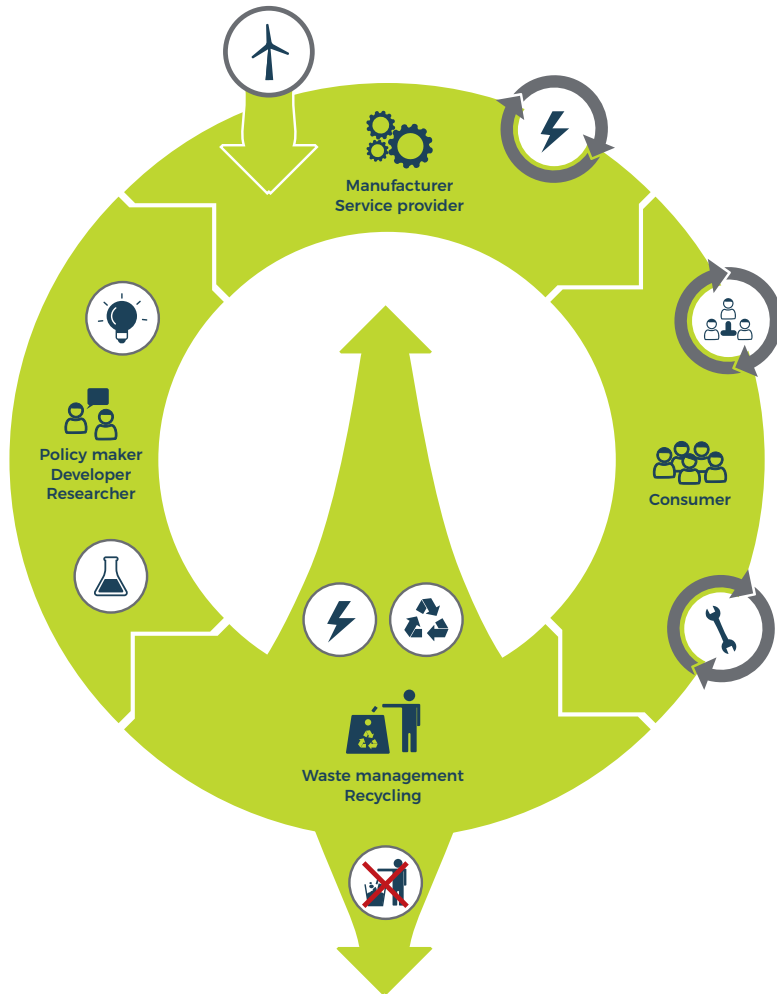 Manufacturer
Service provider
Policy maker
Developer
Researcher
Consumer
Waste management
Recycling